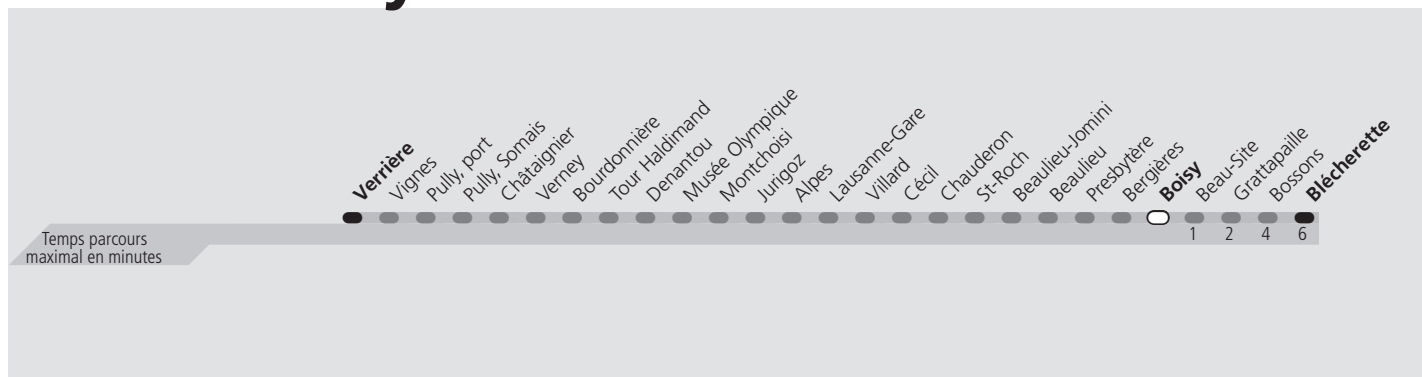 Verrière
Vignes
Pully, port
Pully, Somais
Châtaignier
Verney
Bourdonnière
Tour Haldimand
Denantou
Musée Olympique
Montchoisi
Jurigoz
Alpes
Lausanne-Gare
Villard
Cécil
Chauderon
St-Roch
Beaulieu-Jomini
Beaulieu
Presbytère
Bergières
Boisy
Beau-Site
Grattapaille
Bossons
Blécherette
1 2 4 6
Temps parcours
maximal en minutes